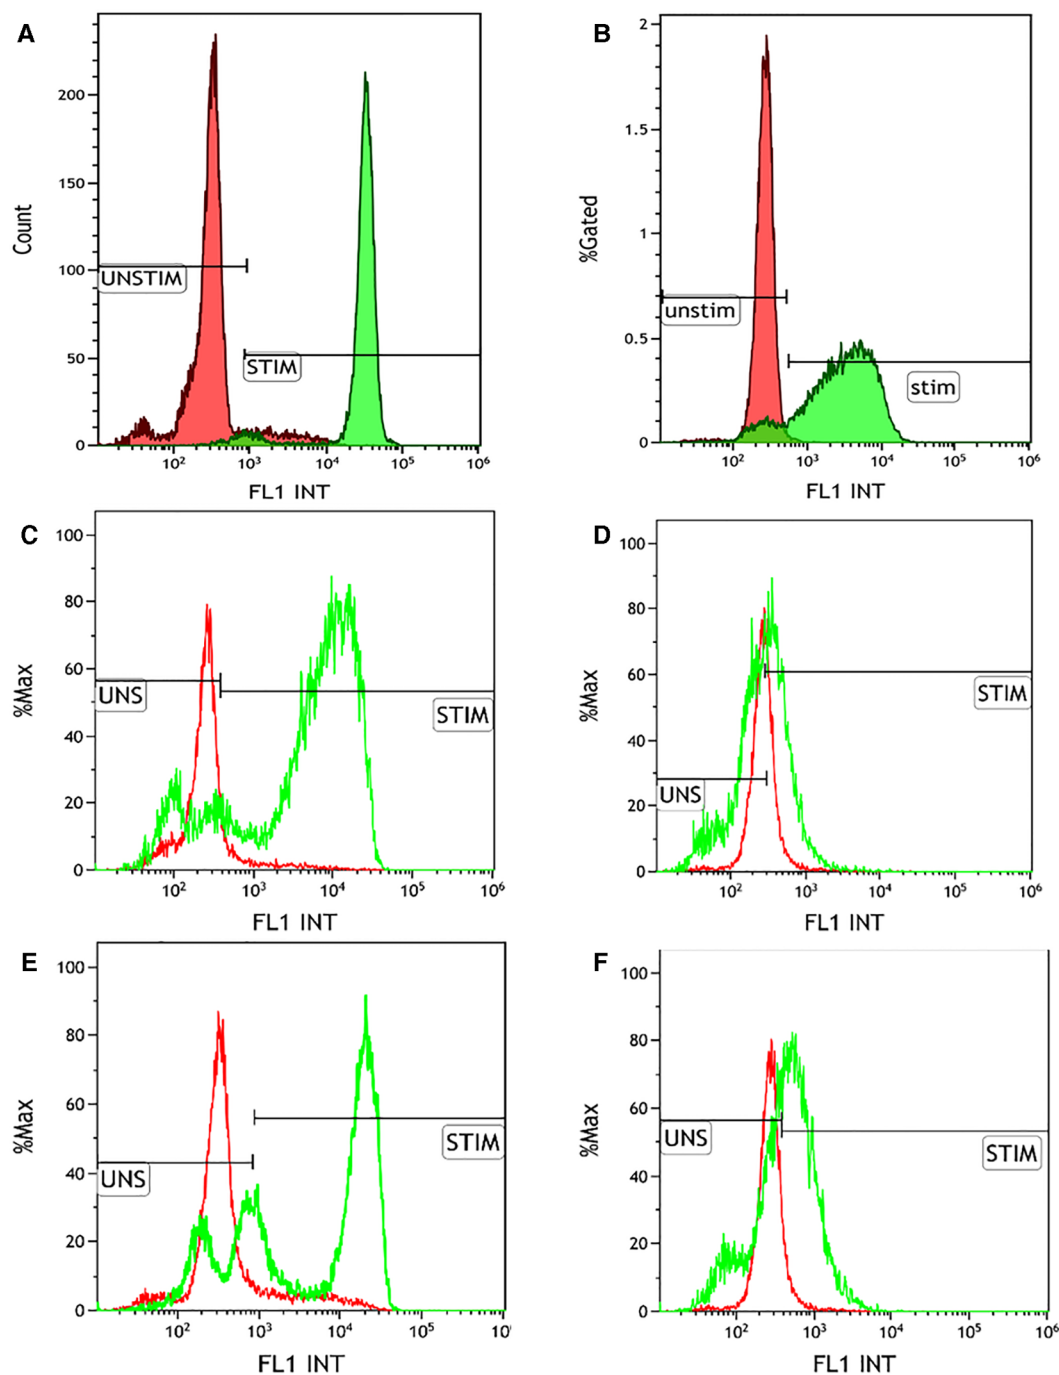 A
200
150
100
50
0
Count
UNSTIM
STIM
10² 10³ 10⁴ 10⁵ 10⁶
FL1 INT
B
2
1.5
1
0.5
0
%Gated
unstim
stim
10² 10³ 10⁴ 10⁵ 10⁶
FL1 INT
C
100
80
60
40
20
0
%Max
UNS
STIM
10² 10³ 10⁴ 10⁵ 10⁶
FL1 INT
D
100
80
60
40
20
0
%Max
STIM
UNS
10² 10³ 10⁴ 10⁵ 10⁶
FL1 INT
E
100
80
60
40
20
0
%Max
STIM
UNS
10² 10³ 10⁴ 10⁵ 10
FL1 INT
F
100
80
60
40
20
0
%Max
UNS
STIM
10² 10³ 10⁴ 10⁵ 10⁶
FL1 INT